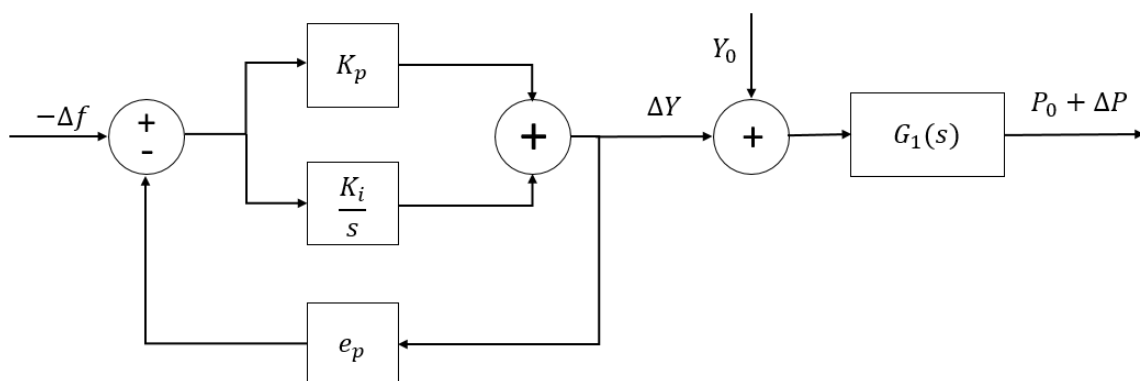 −Δf
+
-
K_p
K_i
s
e_p
+
ΔY
Y_0
+
G_1(s)
P_0 + ΔP